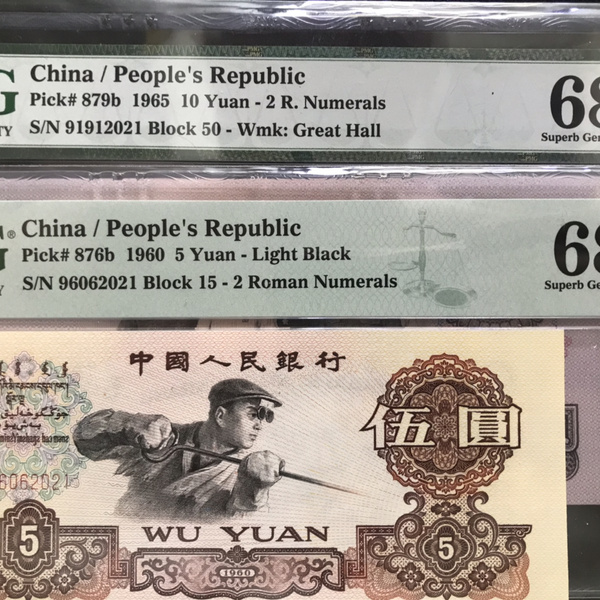 G
TY
China / People's Republic
Pick# 879b 1965 10 Yuan - 2 R. Numerals
S/N 91912021 Block 50 - Wmk: Great Hall
68
Superb Ge
G
China / People's Republic
Pick# 876b 1960 5 Yuan - Light Black
S/N 96062021 Block 15 - 2 Roman Numerals
68
Superb Ge
中國人民銀行
伍圓
6062021
WU YUAN
5
1960
5